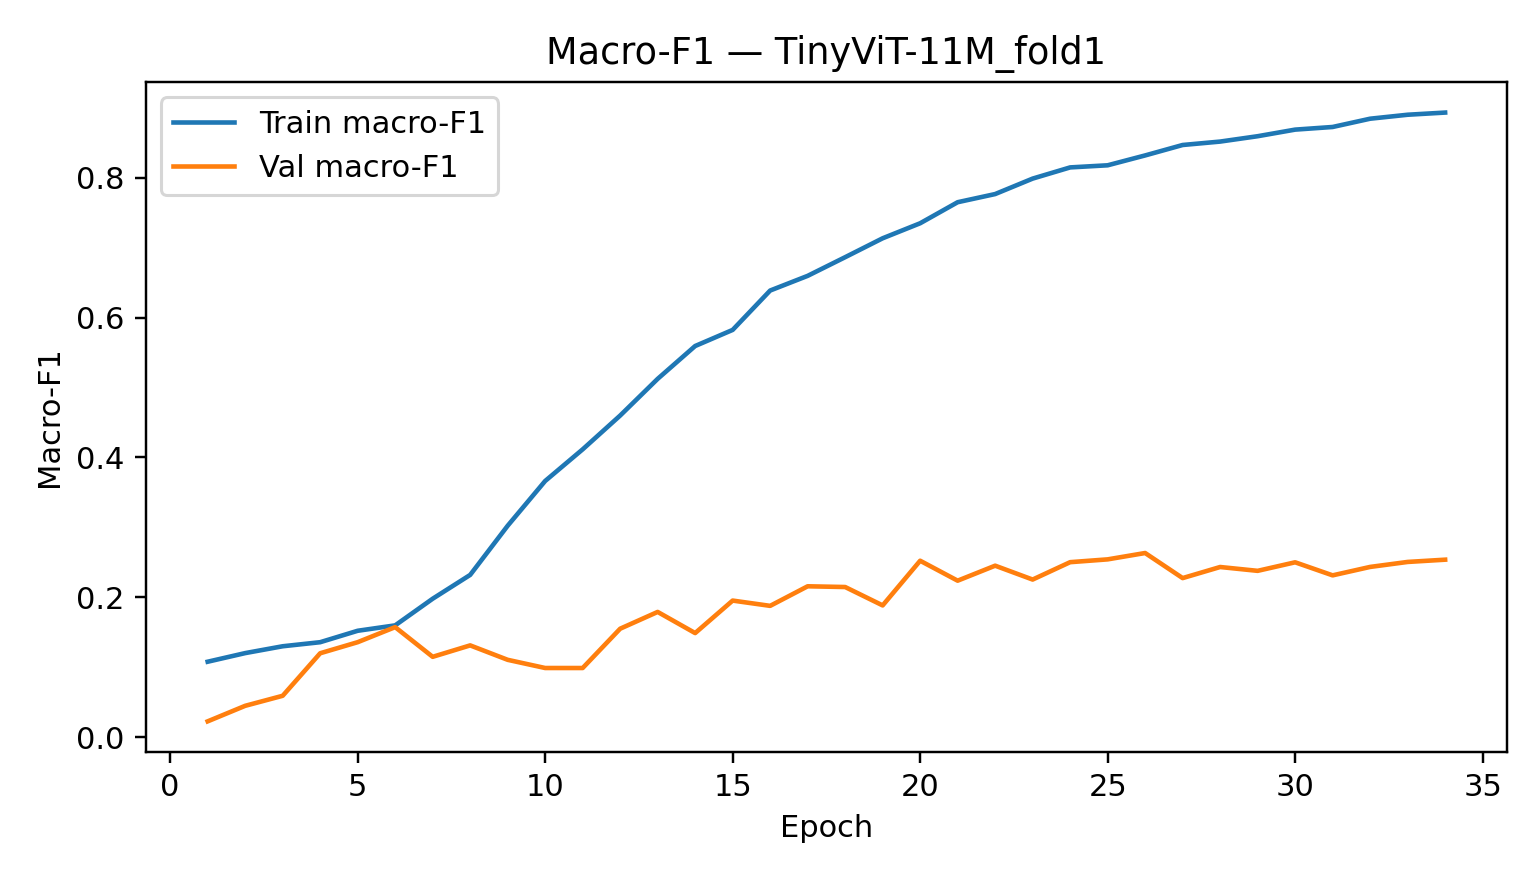 Macro-F1 — TinyViT-11M_fold1
Train macro-F1
Val macro-F1
Macro-F1
0.8
0.6
0.4
0.2
0.0
0 5 10 15 20 25 30 35
Epoch